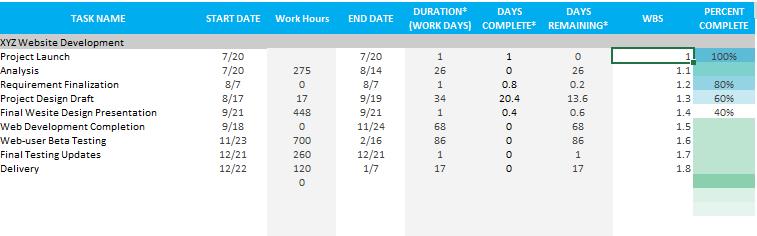 TASK NAME START DATE Work Hours END DATE DURATION* (WORK DAYS) DAYS COMPLETE* DAYS REMAINING* WBS PERCENT COMPLETE
XYZ Website Development
Project Launch 7/20 7/20 1 1 0 1 100%
Analysis 7/20 275 8/14 26 0 26 1.1
Requirement Finalization 8/7 0 8/7 1 0.8 0.2 1.2 80%
Project Design Draft 8/17 17 9/19 34 20.4 13.6 1.3 60%
Final Wesite Design Presentation 9/21 448 9/21 1 0.4 0.6 1.4 40%
Web Development Completion 9/18 0 11/24 68 0 68 1.5
Web-user Beta Testing 11/23 700 2/16 86 0 86 1.6
Final Testing Updates 12/21 260 12/21 1 0 1 1.7
Delivery 12/22 120 1/7 17 0 17 1.8
0